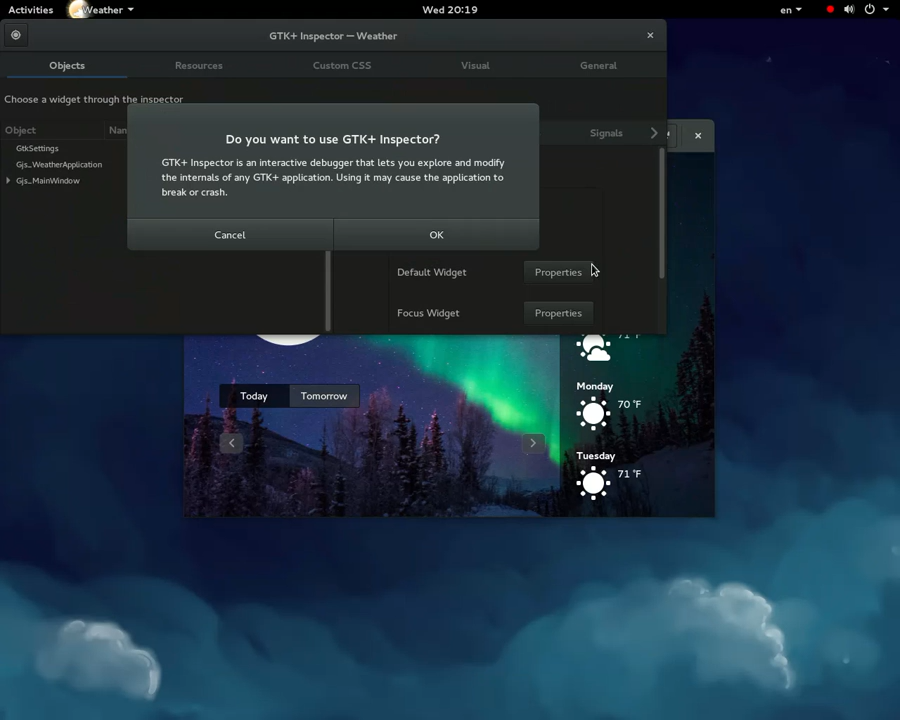 Activities Weather Wed 20:19 en
GTK+ Inspector — Weather
Objects Resources Custom CSS Visual General
Choose a widget through the inspector
Object Nan
Signals
GtkSettings
Gjs_WeatherApplication
Gjs_MainWindow
Do you want to use GTK+ Inspector?
GTK+ Inspector is an interactive debugger that lets you explore and modify
the internals of any GTK+ application. Using it may cause the application to
break or crash.
Cancel OK
Default Widget Properties
Focus Widget Properties
71 °F
Monday
70 °F
Today Tomorrow
Tuesday
71 °F